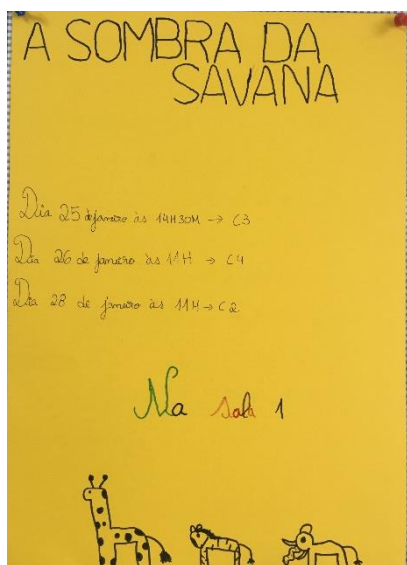 A SOMBRA DA
SAVANA
Dia 25 de janeiro às 14H30M → C3
Dia 26 de janeiro às 11H → C4
Dia 28 de janeiro às 11H → C2
Na sala 1